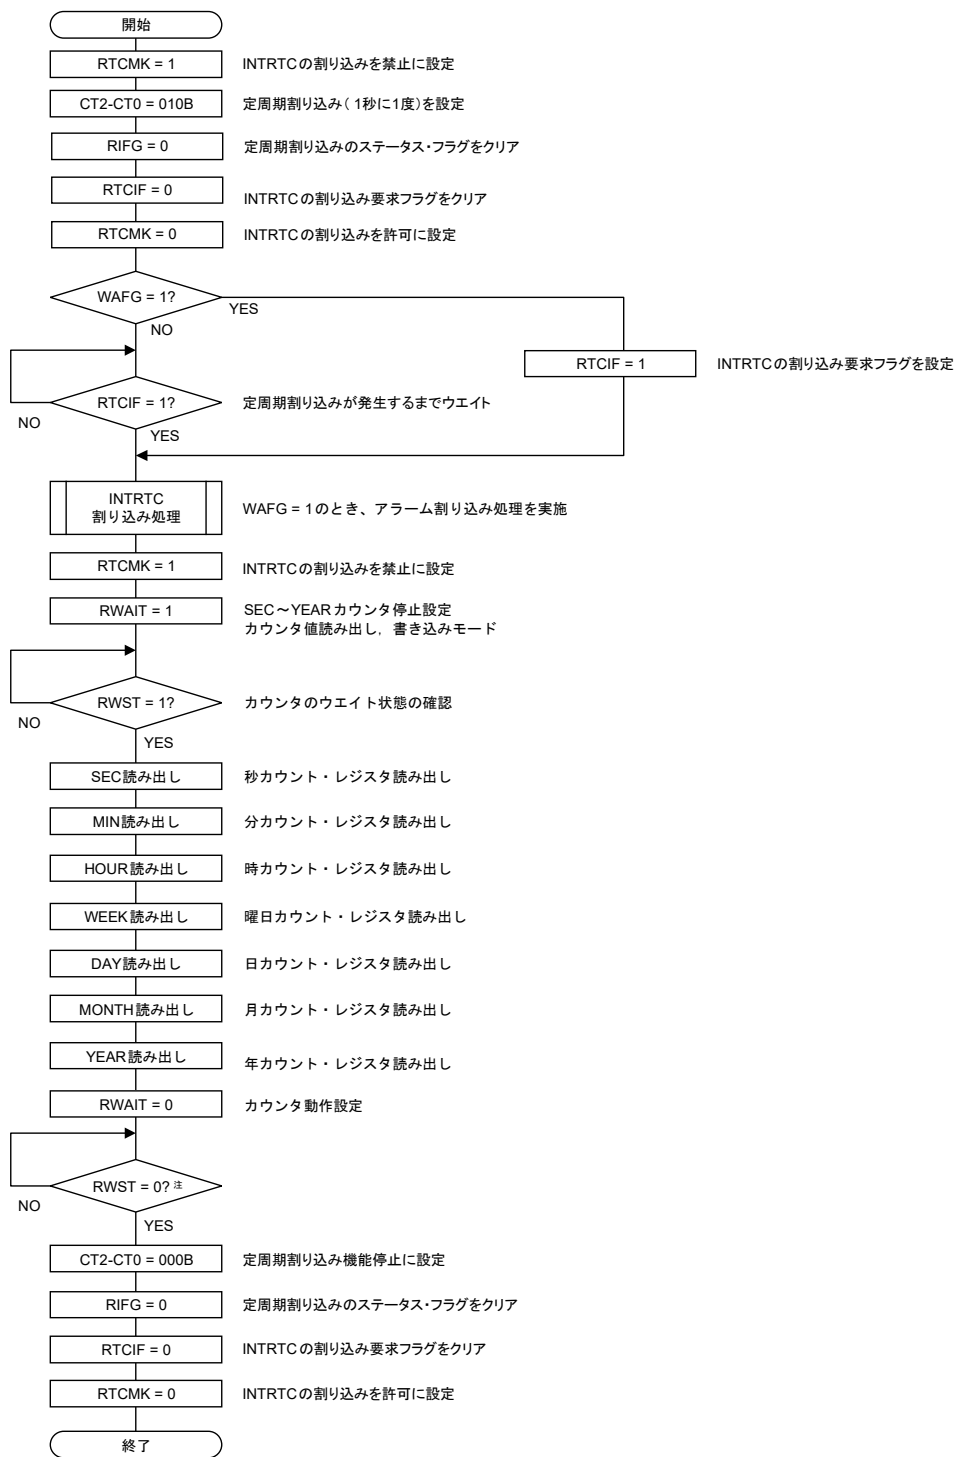 開始
RTCMK = 1
INTRTCの割り込みを禁止に設定
CT2-CT0 = 010B
定周期割り込み( 1秒に1度)を設定
RIFG = 0
定周期割り込みのステータス・フラグをクリア
RTCIF = 0
INTRTCの割り込み要求フラグをクリア
RTCMK = 0
INTRTCの割り込みを許可に設定
WAFG = 1?
YES
NO
RTCIF = 1
INTRTCの割り込み要求フラグを設定
RTCIF = 1?
定周期割り込みが発生するまでウエイト
NO
YES
INTRTC
割り込み処理
WAFG = 1のとき、アラーム割り込み処理を実施
RTCMK = 1
INTRTCの割り込みを禁止に設定
RWAIT = 1
SEC～YEARカウンタ停止設定
カウンタ値読み出し，書き込みモード
RWST = 1?
カウンタのウエイト状態の確認
NO
YES
SEC読み出し
秒カウント・レジスタ読み出し
MIN読み出し
分カウント・レジスタ読み出し
HOUR読み出し
時カウント・レジスタ読み出し
WEEK読み出し
曜日カウント・レジスタ読み出し
DAY読み出し
日カウント・レジスタ読み出し
MONTH読み出し
月カウント・レジスタ読み出し
YEAR読み出し
年カウント・レジスタ読み出し
RWAIT = 0
カウンタ動作設定
RWST = 0?注
NO
YES
CT2-CT0 = 000B
定周期割り込み機能停止に設定
RIFG = 0
定周期割り込みのステータス・フラグをクリア
RTCIF = 0
INTRTCの割り込み要求フラグをクリア
RTCMK = 0
INTRTCの割り込みを許可に設定
終了